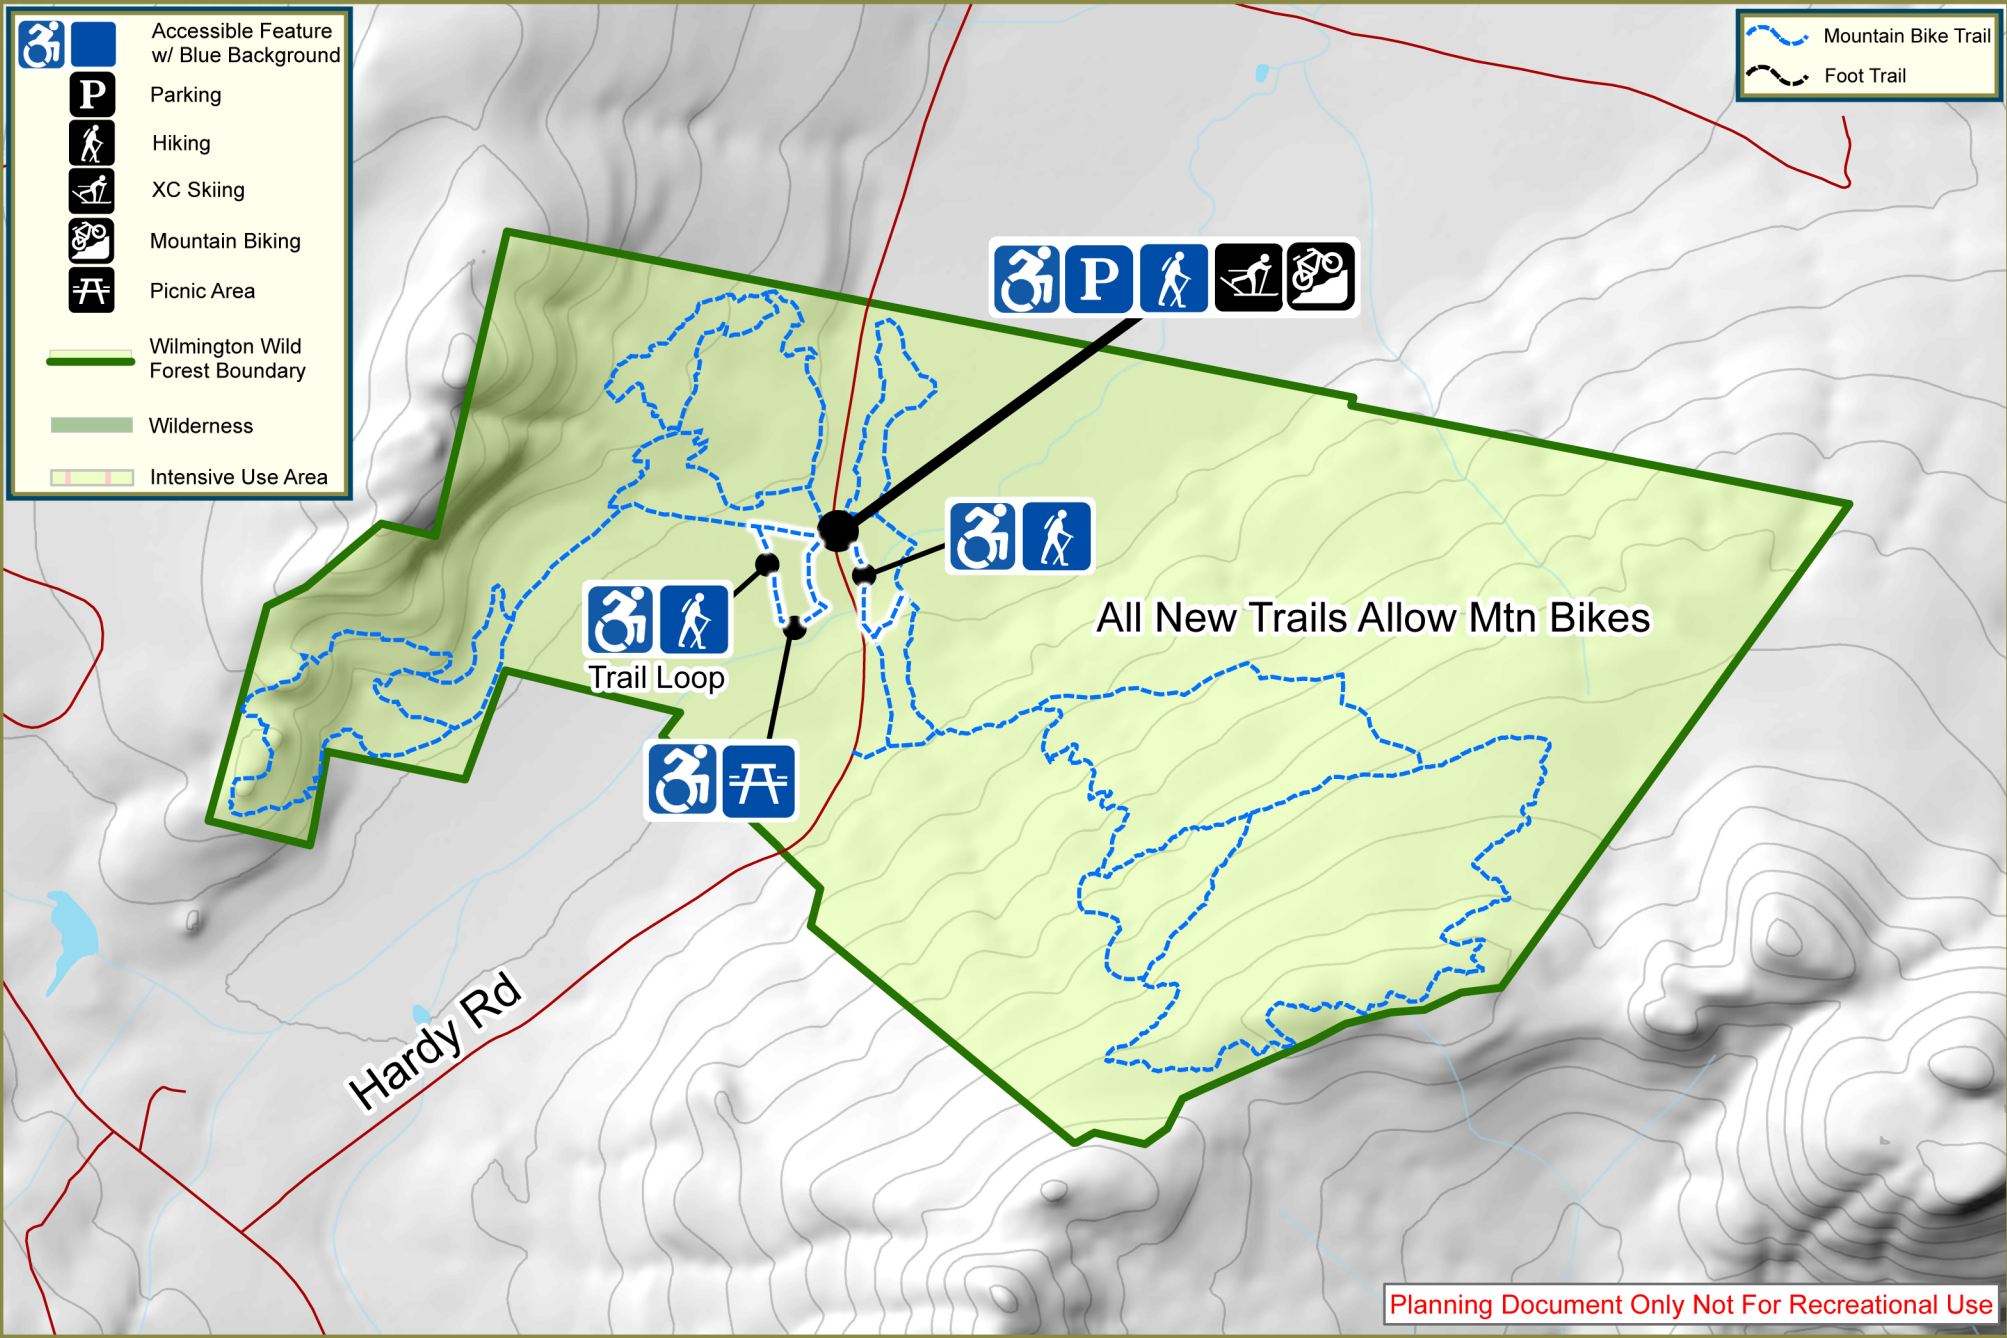 Accessible Feature
w/ Blue Background
P
Parking
Hiking
XC Skiing
Mountain Biking
Picnic Area
Wilmington Wild
Forest Boundary
Wilderness
Intensive Use Area
Mountain Bike Trail
Foot Trail
P
All New Trails Allow Mtn Bikes
Trail Loop
Hardy Rd
Planning Document Only Not For Recreational Use